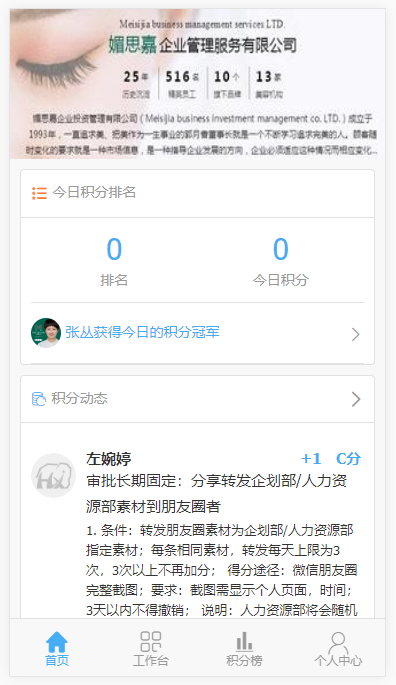 Meisijia business management services LTD.
媚思嘉企业管理服务有限公司
25年 516名 10个 13家
历史沉淀 精英员工 旗下品牌 美容机构
媚思嘉企业投资管理有限公司（Meisijia business investment management co. LTD.）成立于
1993年，一直追求美、把美作为一生事业的郭月香董事长就是一个不断学习追求完美的人。顾客随
时变化的要求就是一种市场信息，是一种指导企业发展的方向，企业必须适应这种情况而相应变化...
今日积分排名
0 0
排名 今日积分
张丛获得今日的积分冠军
积分动态
左婉婷 +1 C分
审批长期固定：分享转发企划部/人力资
源部素材到朋友圈者
1. 条件：转发朋友圈素材为企划部/人力资源部
指定素材；每条相同素材，转发每天上限为3
次，3次以上不再加分； 得分途径：微信朋友圈
完整截图；要求：截图需显示个人页面，时间；
3天以内不得撤销； 说明：人力资源部将会随机
首页 工作台 积分榜 个人中心